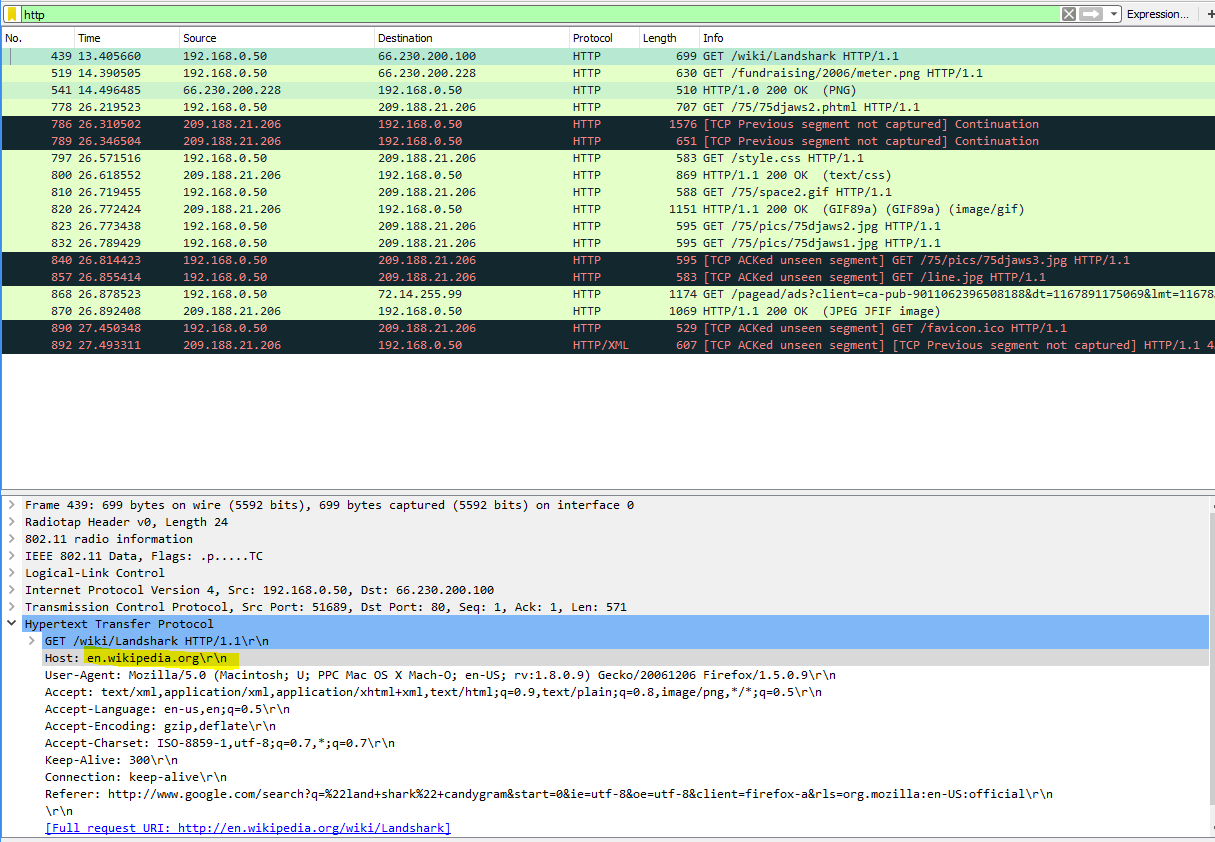 http Expression... +
No. Time Source Destination Protocol Length Info
439 13.405660 192.168.0.50 66.230.200.100 HTTP 699 GET /wiki/Landshark HTTP/1.1
519 14.390505 192.168.0.50 66.230.200.228 HTTP 630 GET /fundraising/2006/meter.png HTTP/1.1
541 14.496485 66.230.200.228 192.168.0.50 HTTP 510 HTTP/1.0 200 OK (PNG)
778 26.219523 192.168.0.50 209.188.21.206 HTTP 707 GET /75/75djaws2.phtml HTTP/1.1
786 26.310502 209.188.21.206 192.168.0.50 HTTP 1576 [TCP Previous segment not captured] Continuation
789 26.346504 209.188.21.206 192.168.0.50 HTTP 651 [TCP Previous segment not captured] Continuation
797 26.571516 192.168.0.50 209.188.21.206 HTTP 583 GET /style.css HTTP/1.1
800 26.618552 209.188.21.206 192.168.0.50 HTTP 869 HTTP/1.1 200 OK (text/css)
810 26.719455 192.168.0.50 209.188.21.206 HTTP 588 GET /75/space2.gif HTTP/1.1
820 26.772424 209.188.21.206 192.168.0.50 HTTP 1151 HTTP/1.1 200 OK (GIF89a) (GIF89a) (image/gif)
823 26.773438 192.168.0.50 209.188.21.206 HTTP 595 GET /75/pics/75djaws2.jpg HTTP/1.1
832 26.789429 192.168.0.50 209.188.21.206 HTTP 595 GET /75/pics/75djaws1.jpg HTTP/1.1
840 26.814423 192.168.0.50 209.188.21.206 HTTP 595 [TCP ACKed unseen segment] GET /75/pics/75djaws3.jpg HTTP/1.1
857 26.855414 192.168.0.50 209.188.21.206 HTTP 583 [TCP ACKed unseen segment] GET /line.jpg HTTP/1.1
868 26.878523 192.168.0.50 72.14.255.99 HTTP 1174 GET /pagead/ads?client=ca-pub-9011062396508188&dt=1167891175069&lmt=11678
870 26.892408 209.188.21.206 192.168.0.50 HTTP 1069 HTTP/1.1 200 OK (JPEG JFIF image)
890 27.450348 192.168.0.50 209.188.21.206 HTTP 529 [TCP ACKed unseen segment] GET /favicon.ico HTTP/1.1
892 27.493311 209.188.21.206 192.168.0.50 HTTP/XML 607 [TCP ACKed unseen segment] [TCP Previous segment not captured] HTTP/1.1 4
Frame 439: 699 bytes on wire (5592 bits), 699 bytes captured (5592 bits) on interface 0
Radiotap Header v0, Length 24
802.11 radio information
IEEE 802.11 Data, Flags: .p.....TC
Logical-Link Control
Internet Protocol Version 4, Src: 192.168.0.50, Dst: 66.230.200.100
Transmission Control Protocol, Src Port: 51689, Dst Port: 80, Seq: 1, Ack: 1, Len: 571
Hypertext Transfer Protocol
GET /wiki/Landshark HTTP/1.1\r\n
Host: en.wikipedia.org\r\n
User-Agent: Mozilla/5.0 (Macintosh; U; PPC Mac OS X Mach-O; en-US; rv:1.8.0.9) Gecko/20061206 Firefox/1.5.0.9\r\n
Accept: text/xml,application/xml,application/xhtml+xml,text/html;q=0.9,text/plain;q=0.8,image/png,*/*;q=0.5\r\n
Accept-Language: en-us,en;q=0.5\r\n
Accept-Encoding: gzip,deflate\r\n
Accept-Charset: ISO-8859-1,utf-8;q=0.7,*;q=0.7\r\n
Keep-Alive: 300\r\n
Connection: keep-alive\r\n
Referer: http://www.google.com/search?q=%22land+shark%22+candygram&start=0&ie=utf-8&oe=utf-8&client=firefox-a&rls=org.mozilla:en-US:official\r\n
\r\n
[Full request URI: http://en.wikipedia.org/wiki/Landshark]